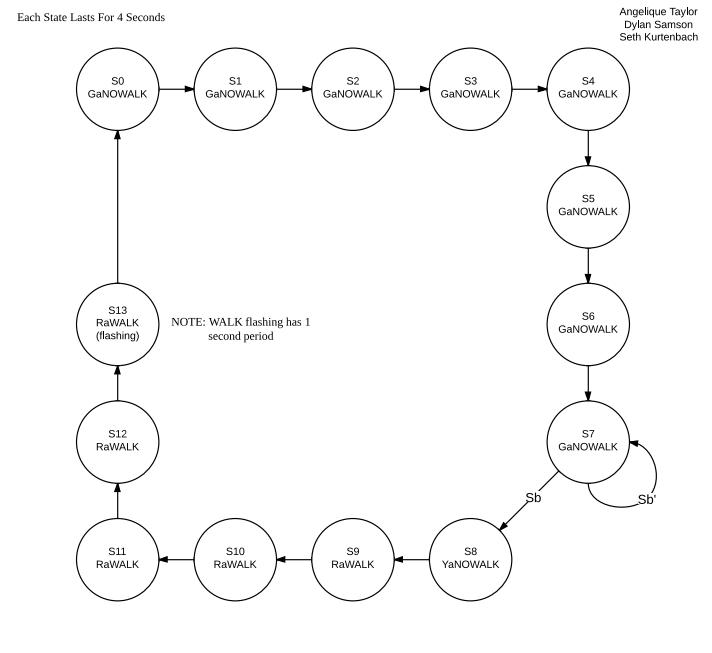 Each State Lasts For 4 Seconds
Angelique Taylor
Dylan Samson
Seth Kurtenbach
S0
GaNOWALK
S1
GaNOWALK
S2
GaNOWALK
S3
GaNOWALK
S4
GaNOWALK
S5
GaNOWALK
S6
GaNOWALK
S13
RaWALK
(flashing)
NOTE: WALK flashing has 1
second period
S12
RaWALK
S7
GaNOWALK
Sb
Sb'
S11
RaWALK
S10
RaWALK
S9
RaWALK
S8
YaNOWALK